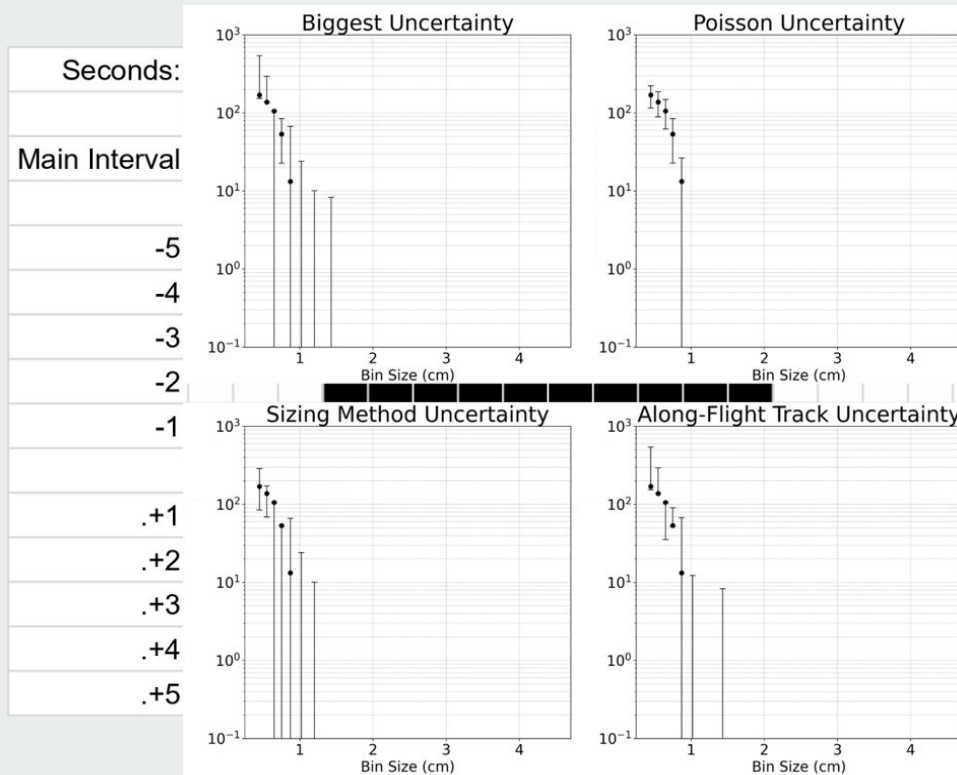 Seconds:
Main Interval
-5
-4
-3
-2
-1
.+1
.+2
.+3
.+4
.+5
Biggest Uncertainty
10³
10²
10¹
10⁰
10⁻¹
1 2 3 4
Bin Size (cm)
Poisson Uncertainty
10³
10²
10¹
10⁰
10⁻¹
1 2 3 4
Bin Size (cm)
Sizing Method Uncertainty
10³
10²
10¹
10⁰
10⁻¹
1 2 3 4
Bin Size (cm)
Along-Flight Track Uncertainty
10³
10²
10¹
10⁰
10⁻¹
1 2 3 4
Bin Size (cm)